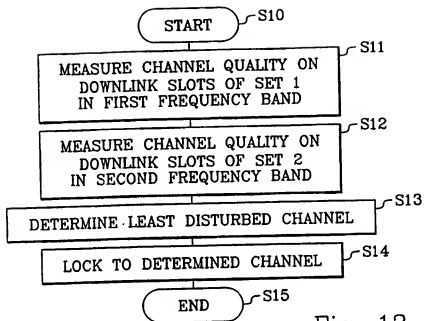 START
S10
S11
MEASURE CHANNEL QUALITY ON
DOWNLINK SLOTS OF SET 1
IN FIRST FREQUENCY BAND
S12
MEASURE CHANNEL QUALITY ON
DOWNLINK SLOTS OF SET 2
IN SECOND FREQUENCY BAND
S13
DETERMINE LEAST DISTURBED CHANNEL
S14
LOCK TO DETERMINED CHANNEL
END
S15